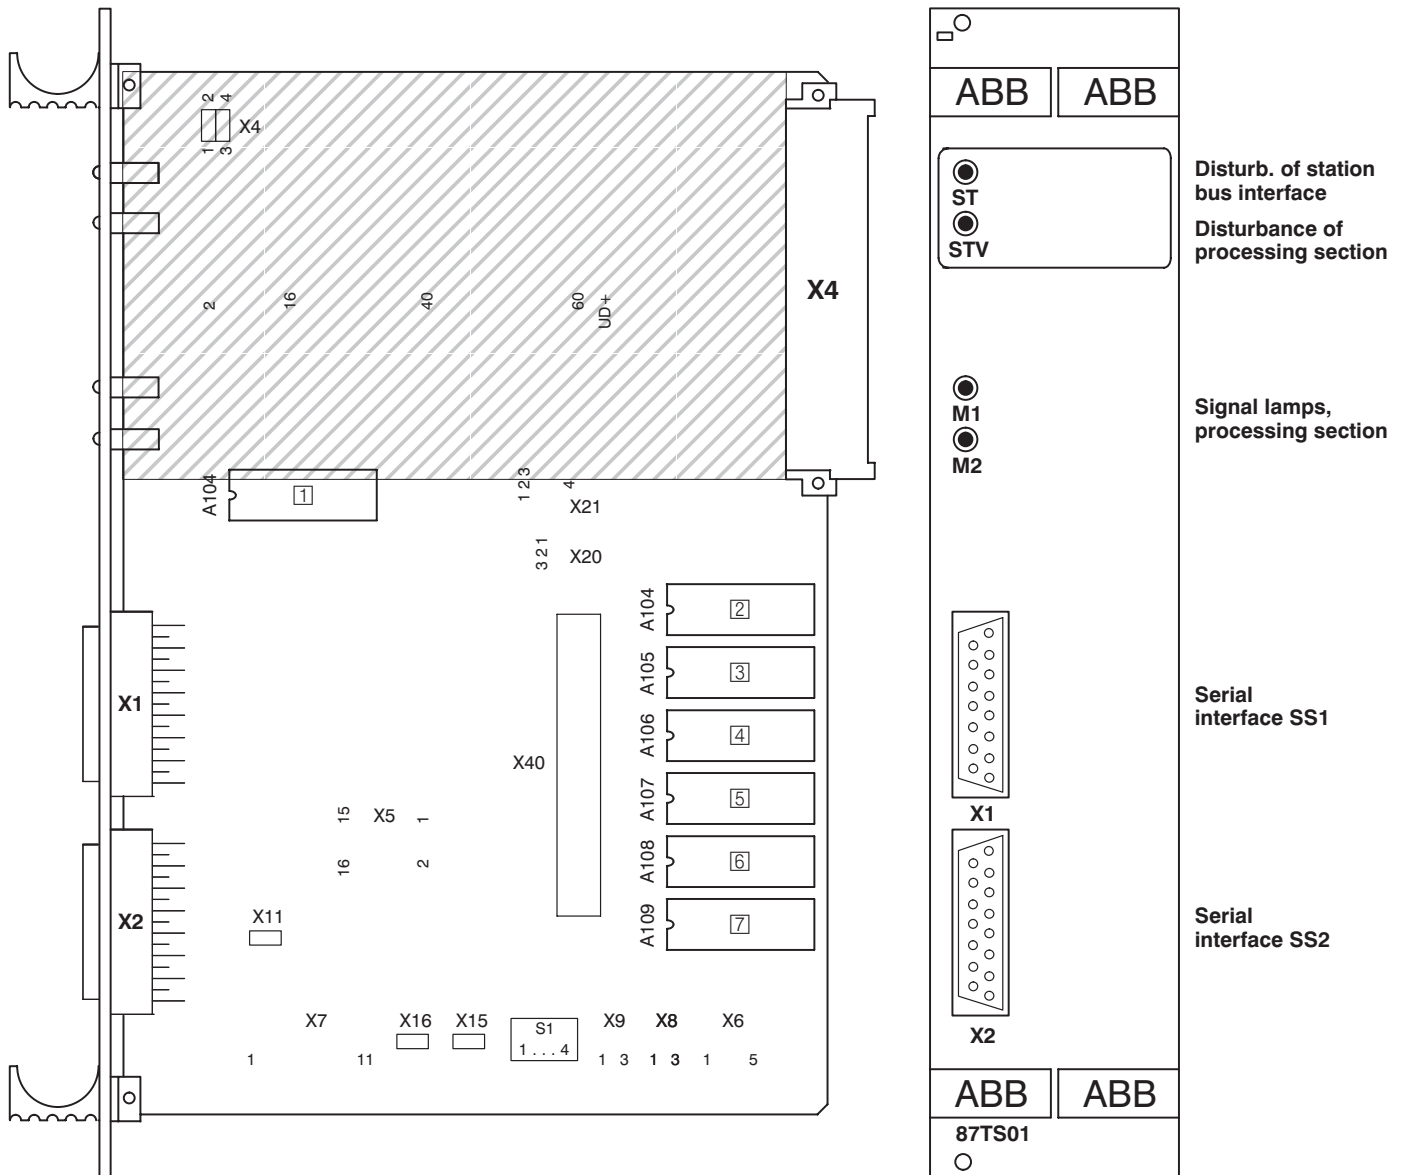 2 4
X4
1 3
2 16 40 60 UD+
X4
A104 1
1 2 3 4
X21
3 2 1
X20
A104 2
A105 3
A106 4
A107 5
A108 6
A109 7
X1
X40
15 X5 1
16 2
X2
X11
X7 X16 X15 S1 X9 X8 X6
1 11 1 . . . 4 1 3 1 3 1 5
ABB ABB
ST
STV
Disturb. of station
bus interface
Disturbance of
processing section
M1
M2
Signal lamps,
processing section
Serial
interface SS1
X1
Serial
interface SS2
X2
ABB ABB
87TS01